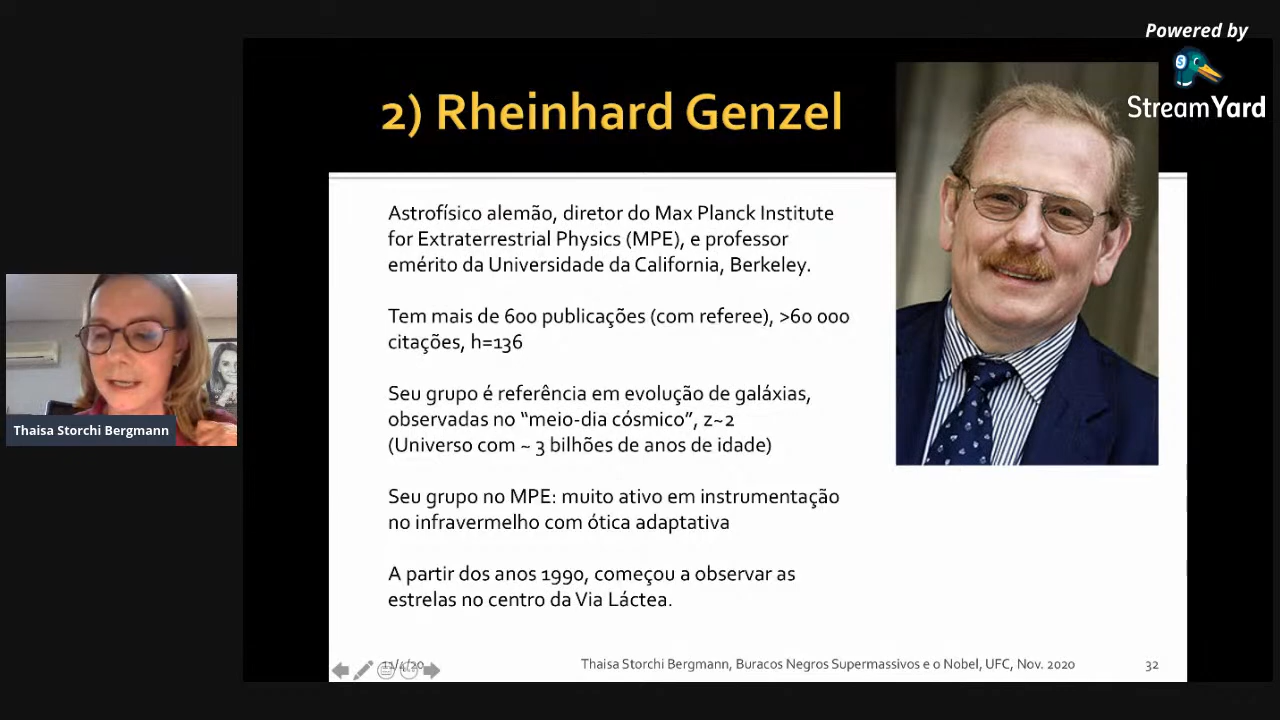 Powered by
StreamYard
2) Rheinhard Genzel
Astrofísico alemão, diretor do Max Planck Institute
for Extraterrestrial Physics (MPE), e professor
emérito da Universidade da California, Berkeley.
Tem mais de 600 publicações (com referee), >60 000
citações, h=136
Seu grupo é referência em evolução de galáxias,
observadas no “meio-dia cósmico”, z~2
(Universo com ~ 3 bilhões de anos de idade)
Seu grupo no MPE: muito ativo em instrumentação
no infravermelho com ótica adaptativa
A partir dos anos 1990, começou a observar as
estrelas no centro da Via Láctea.
Thaisa Storchi Bergmann
Thaisa Storchi Bergmann, Buracos Negros Supermassivos e o Nobel, UFC, Nov. 2020
32